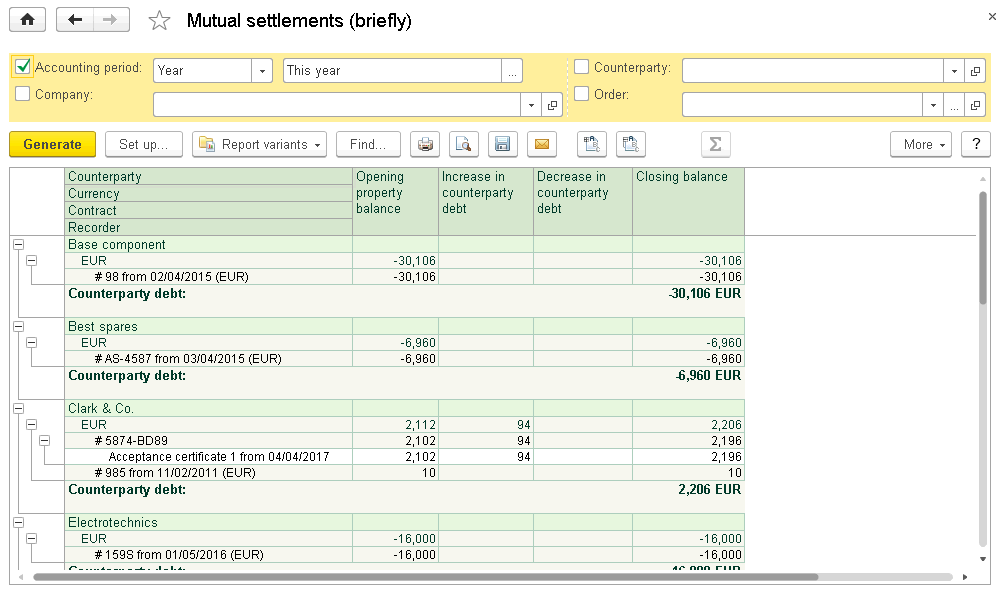 Mutual settlements (briefly)
Accounting period: Year This year ... Counterparty:
Company: Order: ...
Generate Set up... Report variants Find... Σ More ?
Counterparty Opening property balance Increase in counterparty debt Decrease in counterparty debt Closing balance
Currency
Contract
Recorder
Base component
EUR -30,106 -30,106
# 98 from 02/04/2015 (EUR) -30,106 -30,106
Counterparty debt: -30,106 EUR
Best spares
EUR -6,960 -6,960
# AS-4587 from 03/04/2015 (EUR) -6,960 -6,960
Counterparty debt: -6,960 EUR
Clark & Co.
EUR 2,112 94 2,206
# 5874-BD89 2,102 94 2,196
Acceptance certificate 1 from 04/04/2017 2,102 94 2,196
# 985 from 11/02/2011 (EUR) 10 10
Counterparty debt: 2,206 EUR
Electrotechnics
EUR -16,000 -16,000
# 159S from 01/05/2016 (EUR) -16,000 -16,000
Counterparty debt: -16,000 EUR